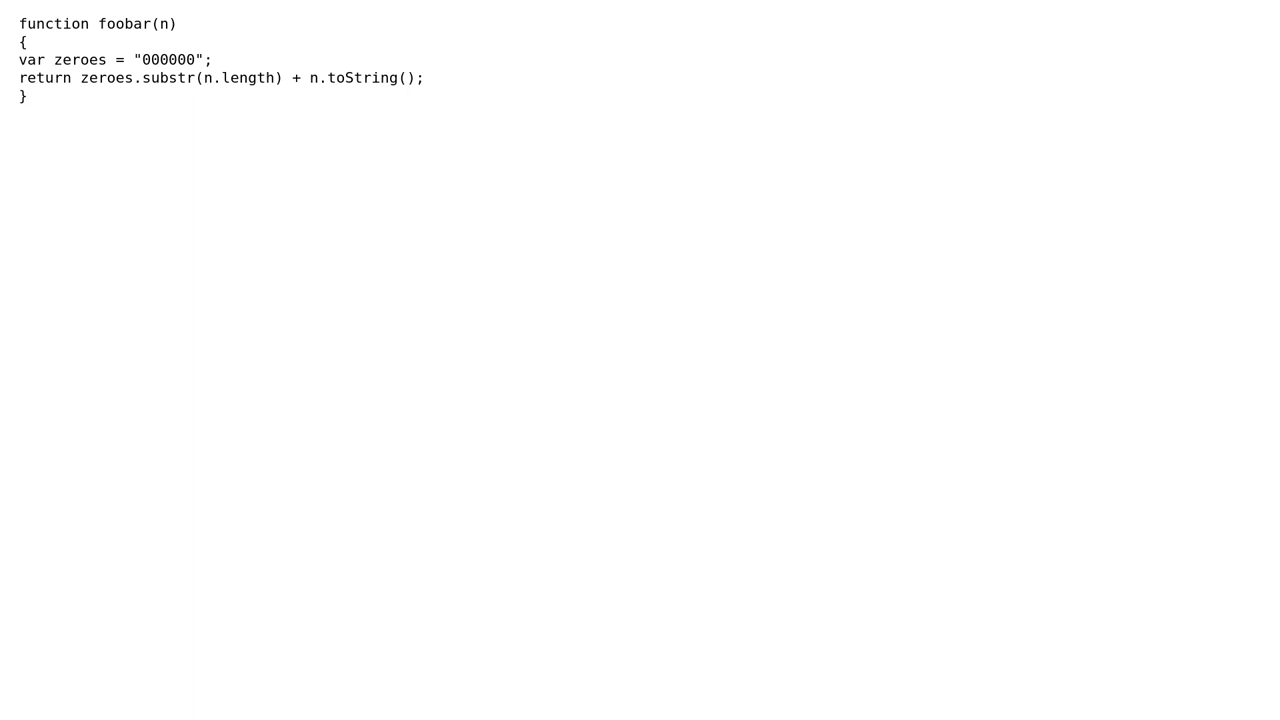 function foobar(n)
{
var zeroes = "000000";
return zeroes.substr(n.length) + n.toString();
}